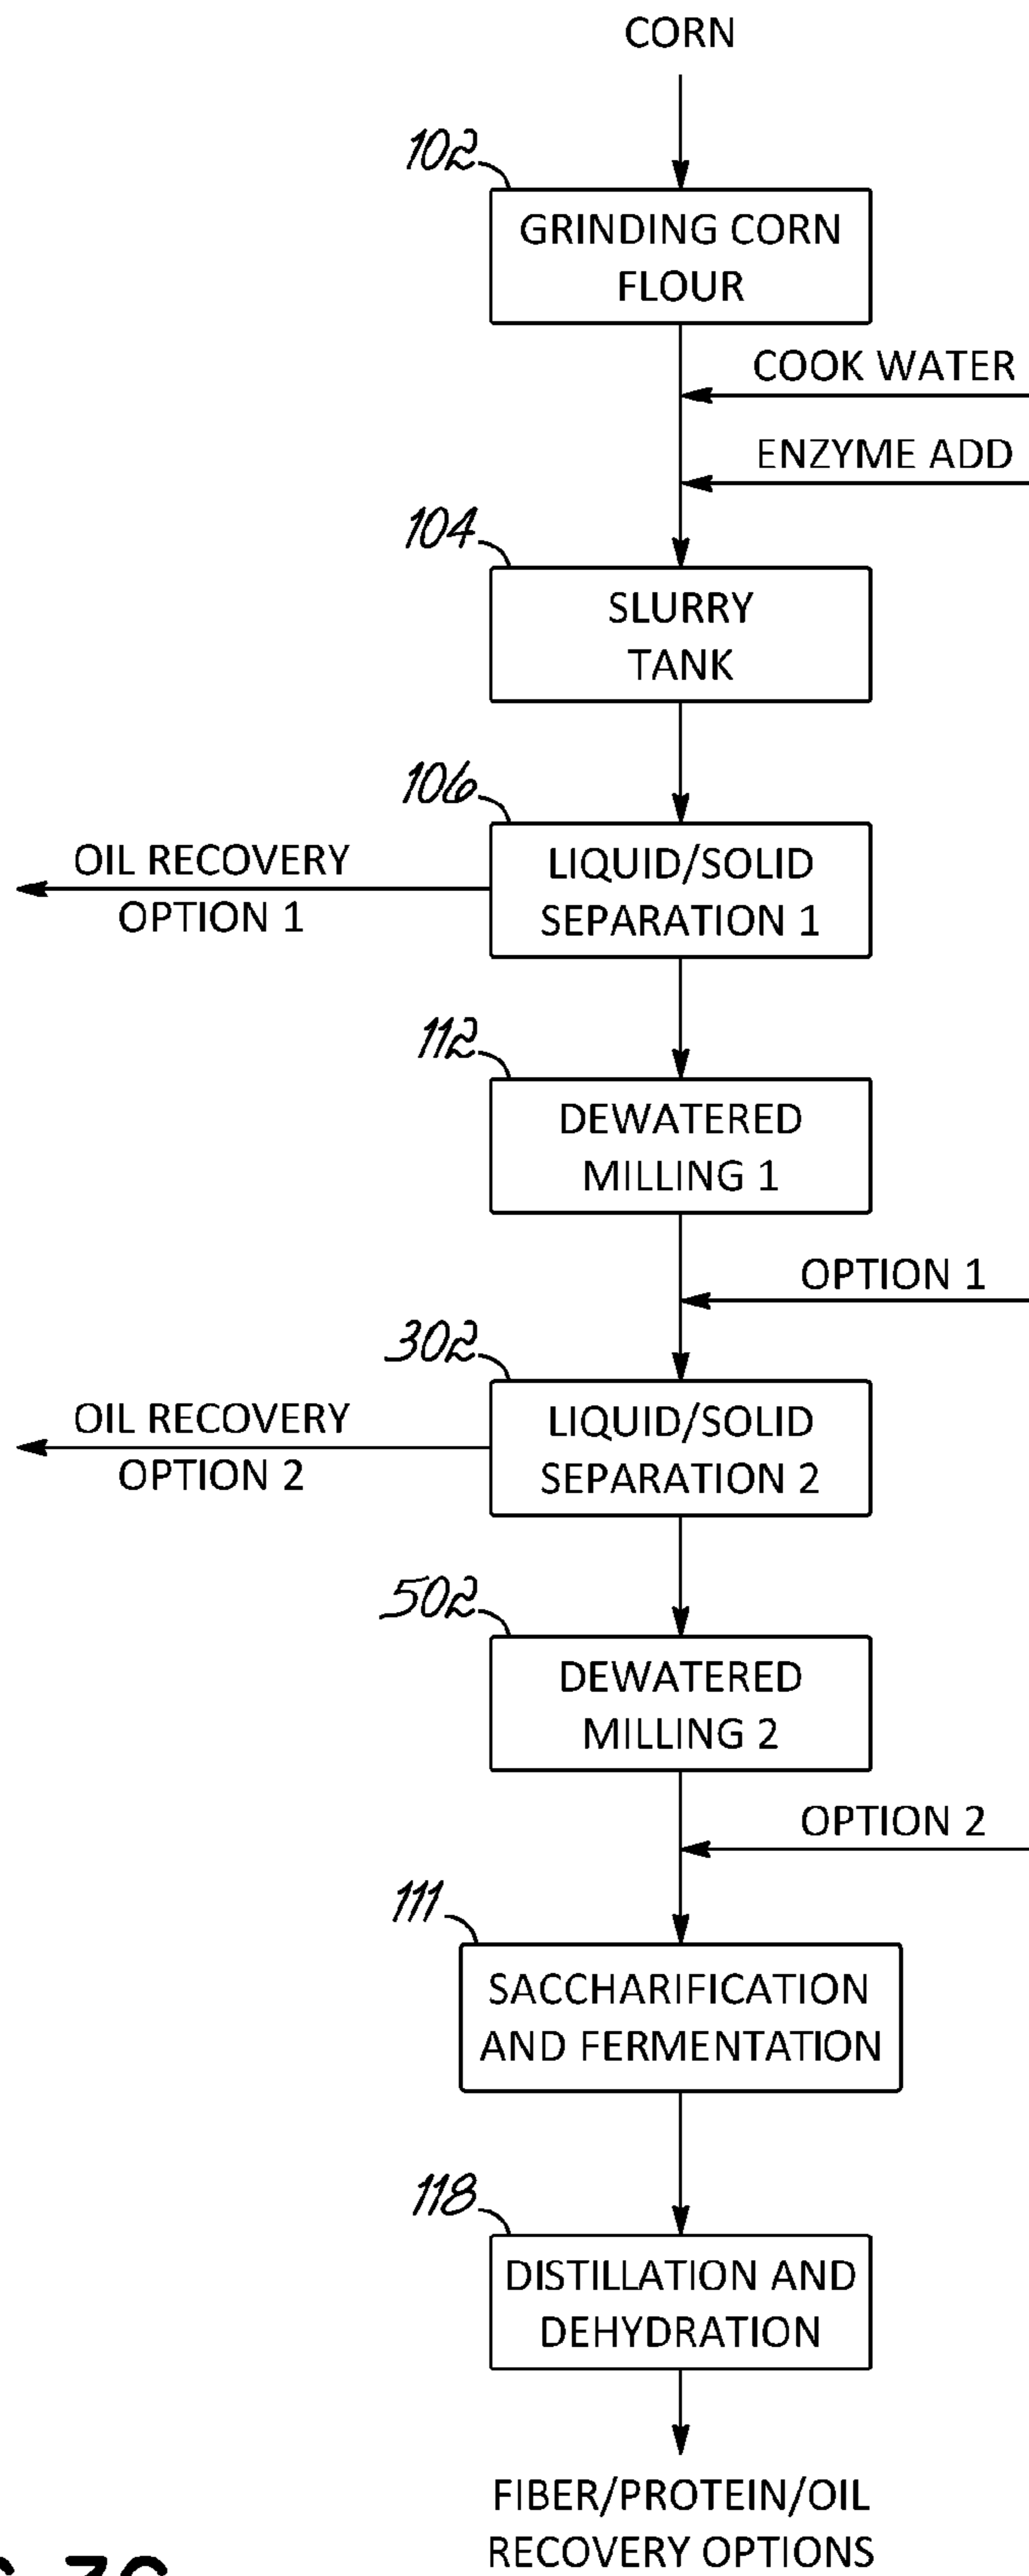 CORN
102
GRINDING CORN
FLOUR
COOK WATER
ENZYME ADD
104
SLURRY
TANK
106
OIL RECOVERY
OPTION 1
LIQUID/SOLID
SEPARATION 1
112
DEWATERED
MILLING 1
OPTION 1
302
OIL RECOVERY
OPTION 2
LIQUID/SOLID
SEPARATION 2
502
DEWATERED
MILLING 2
OPTION 2
111
SACCHARIFICATION
AND FERMENTATION
118
DISTILLATION AND
DEHYDRATION
FIBER/PROTEIN/OIL
RECOVERY OPTIONS